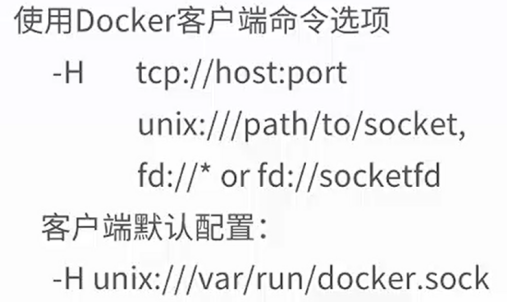 使用Docker客户端命令选项
-H tcp://host:port
unix:///path/to/socket,
fd://* or fd://socketfd
客户端默认配置：
-H unix:///var/run/docker.sock